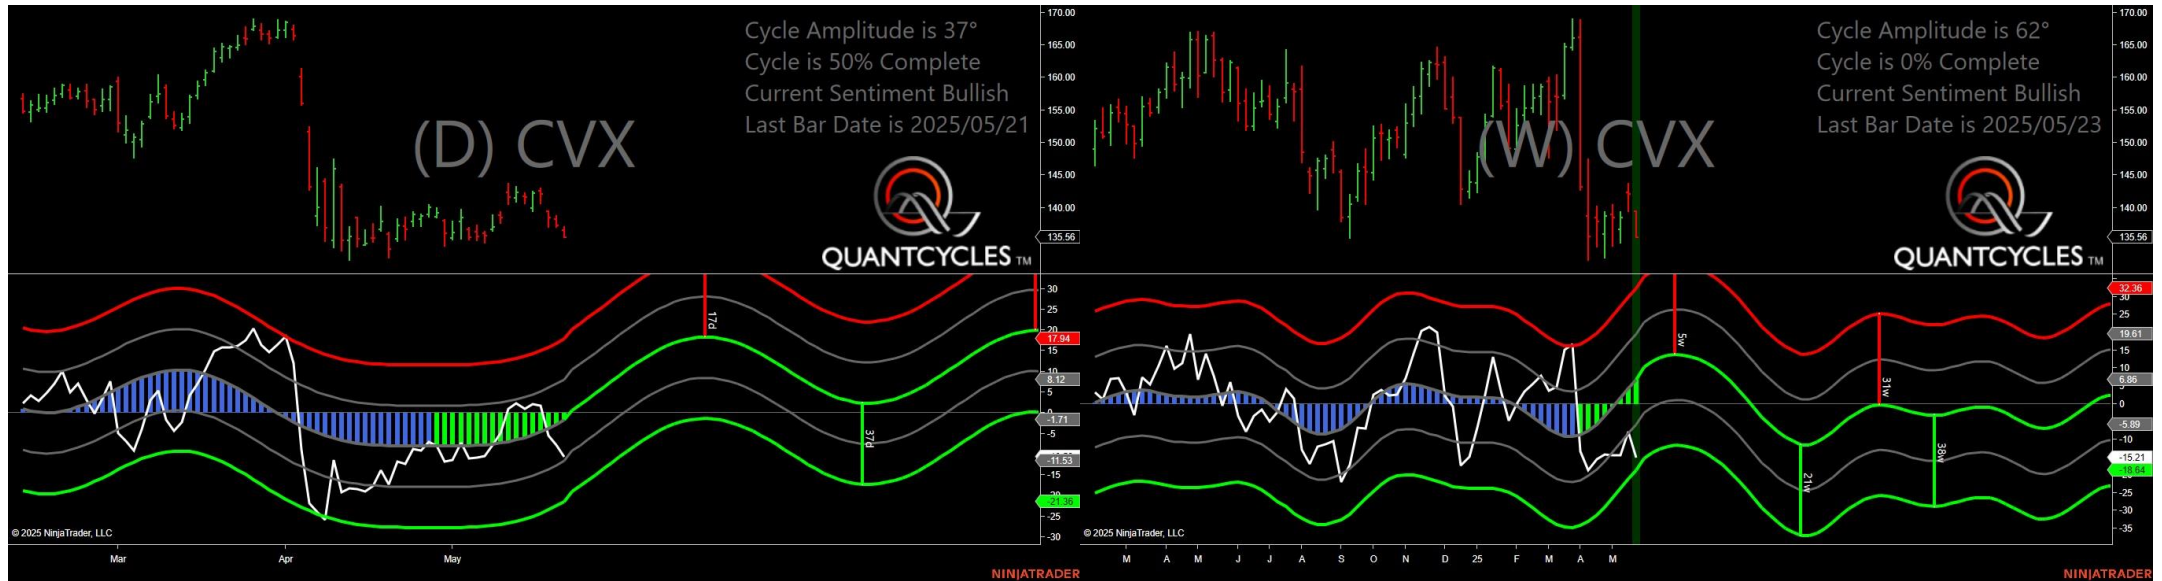 Cycle Amplitude is 37°
Cycle is 50% Complete
Current Sentiment Bullish
Last Bar Date is 2025/05/21
(D) CVX
QUANTCYCLES TM
170.00
165.00
160.00
155.00
150.00
145.00
140.00
135.56
30
25
20
17.94
15
10
8.12
5
0
-1.71
-5
-11.53
-15
-21.36
-25
-30
17d
37d
© 2025 NinjaTrader, LLC
Mar
Apr
May
NINJATRADER
Cycle Amplitude is 62°
Cycle is 0% Complete
Current Sentiment Bullish
Last Bar Date is 2025/05/23
(W) CVX
QUANTCYCLES TM
170.00
165.00
160.00
155.00
150.00
145.00
140.00
135.56
32.36
30
25
19.61
15
10
6.86
0
-5.89
-10
-15.21
-18.64
-25
-30
-35
5w
21w
31w
38w
© 2025 NinjaTrader, LLC
M A M J J A S O N D 25 F M A M
NINJATRADER